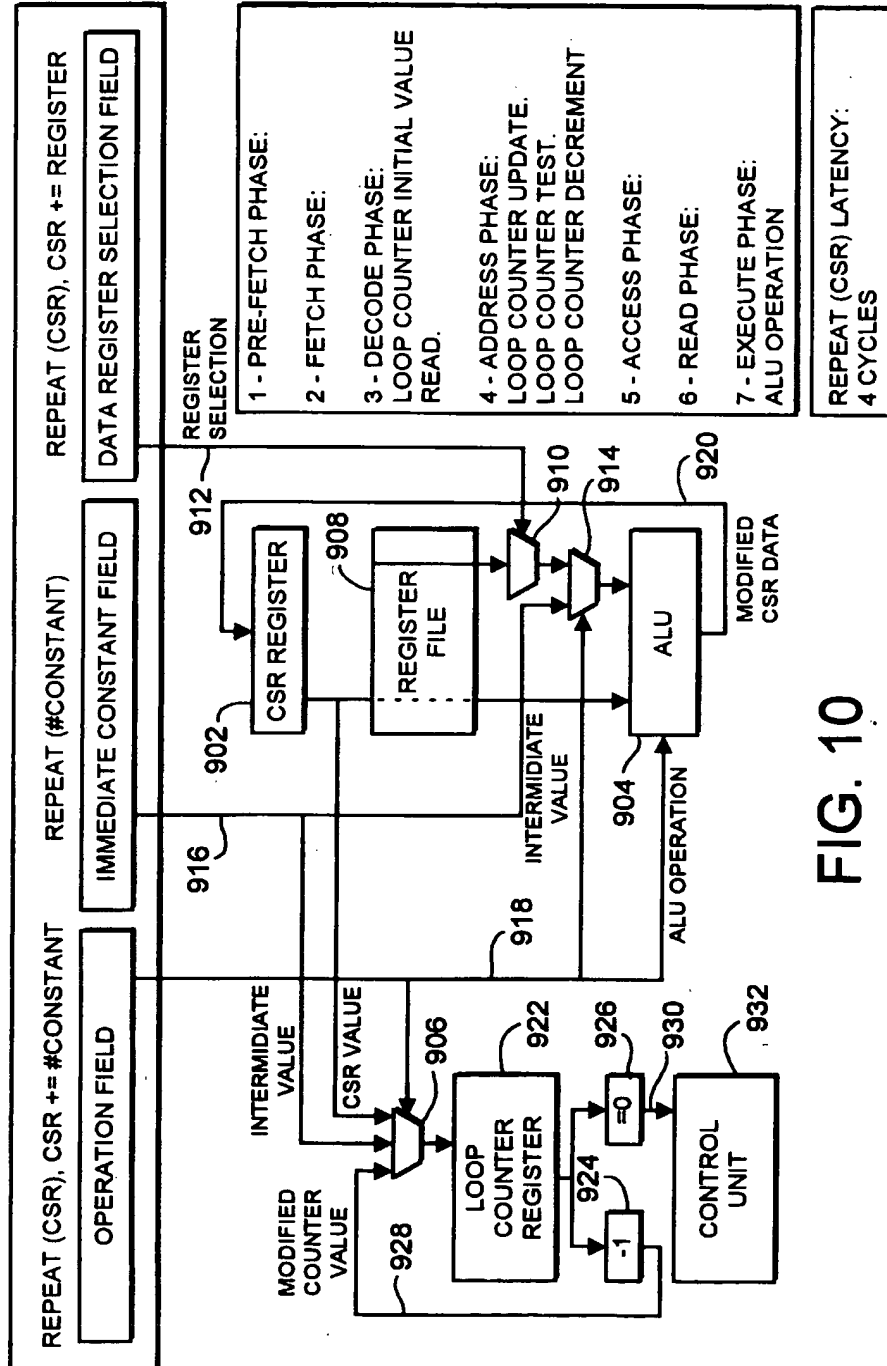 REPEAT (CSR), CSR += #CONSTANT
REPEAT (#CONSTANT)
REPEAT (CSR), CSR += REGISTER
OPERATION FIELD
IMMEDIATE CONSTANT FIELD
DATA REGISTER SELECTION FIELD
916
912
REGISTER
SELECTION
902
CSR REGISTER
908
REGISTER
FILE
910
914
INTERMIDIATE
VALUE
904
ALU
920
MODIFIED
CSR DATA
918
ALU OPERATION
INTERMIDIATE
VALUE
CSR VALUE
906
MODIFIED
COUNTER
VALUE
928
LOOP
COUNTER
REGISTER
922
924
-1
=0
926
930
CONTROL
UNIT
932
1 - PRE-FETCH PHASE:
2 - FETCH PHASE:
3 - DECODE PHASE:
LOOP COUNTER INITIAL VALUE
READ.
4 - ADDRESS PHASE:
LOOP COUNTER UPDATE.
LOOP COUNTER TEST.
LOOP COUNTER DECREMENT
5 - ACCESS PHASE:
6 - READ PHASE:
7 - EXECUTE PHASE:
ALU OPERATION
REPEAT (CSR) LATENCY:
4 CYCLES
FIG. 10